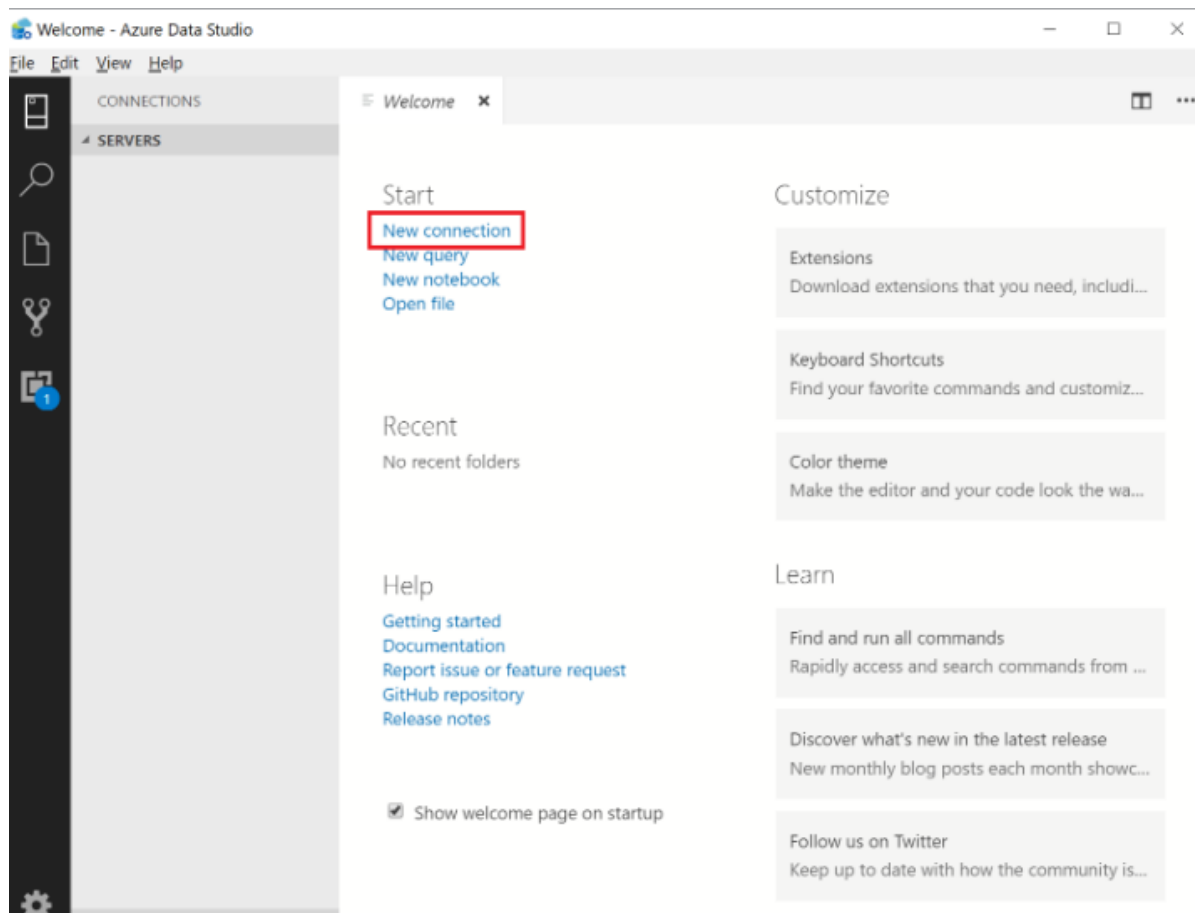 Welcome - Azure Data Studio
File Edit View Help
CONNECTIONS
Welcome
SERVERS
Start
New connection
New query
New notebook
Open file
Recent
No recent folders
Help
Getting started
Documentation
Report issue or feature request
GitHub repository
Release notes
Show welcome page on startup
Customize
Extensions
Download extensions that you need, includi...
Keyboard Shortcuts
Find your favorite commands and customiz...
Color theme
Make the editor and your code look the wa...
Learn
Find and run all commands
Rapidly access and search commands from ...
Discover what's new in the latest release
New monthly blog posts each month showc...
Follow us on Twitter
Keep up to date with how the community is...
1